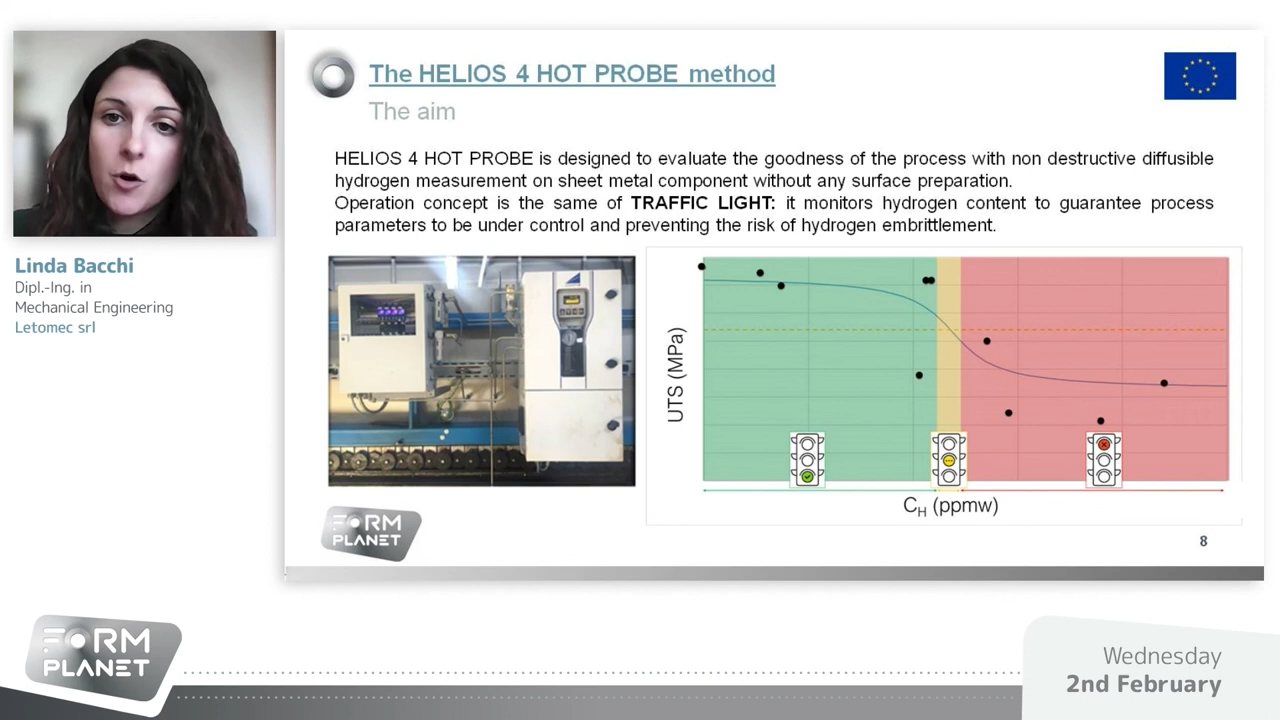 Linda Bacchi
Dipl.-Ing. in
Mechanical Engineering
Letomec srl
The HELIOS 4 HOT PROBE method
The aim
HELIOS 4 HOT PROBE is designed to evaluate the goodness of the process with non destructive diffusible
hydrogen measurement on sheet metal component without any surface preparation.
Operation concept is the same of TRAFFIC LIGHT: it monitors hydrogen content to guarantee process
parameters to be under control and preventing the risk of hydrogen embrittlement.
UTS (MPa)
C_H (ppmw)
FORM
PLANET
8
FORM
PLANET
Wednesday
2nd February